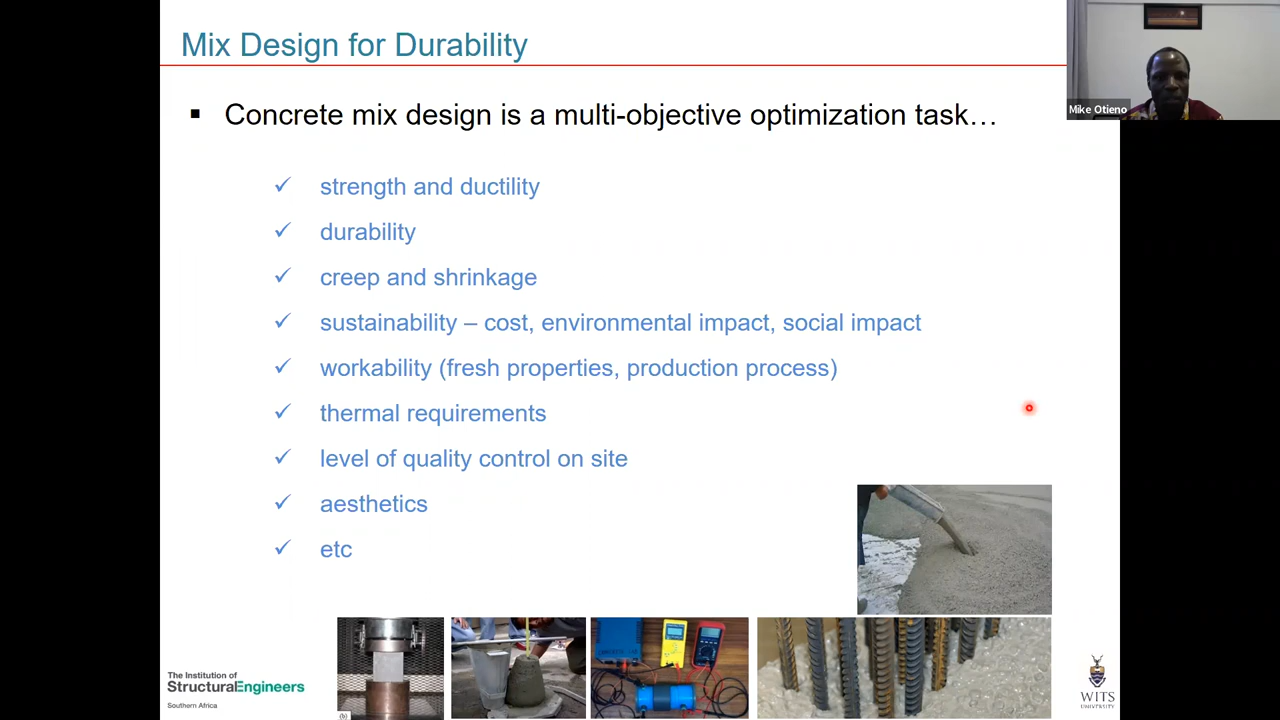 Mix Design for Durability
Mike Otieno
▪ Concrete mix design is a multi-objective optimization task…
✓ strength and ductility
✓ durability
✓ creep and shrinkage
✓ sustainability – cost, environmental impact, social impact
✓ workability (fresh properties, production process)
✓ thermal requirements
✓ level of quality control on site
✓ aesthetics
✓ etc
The Institution of
StructuralEngineers
Southern Africa
(b)
WITS
UNIVERSITY